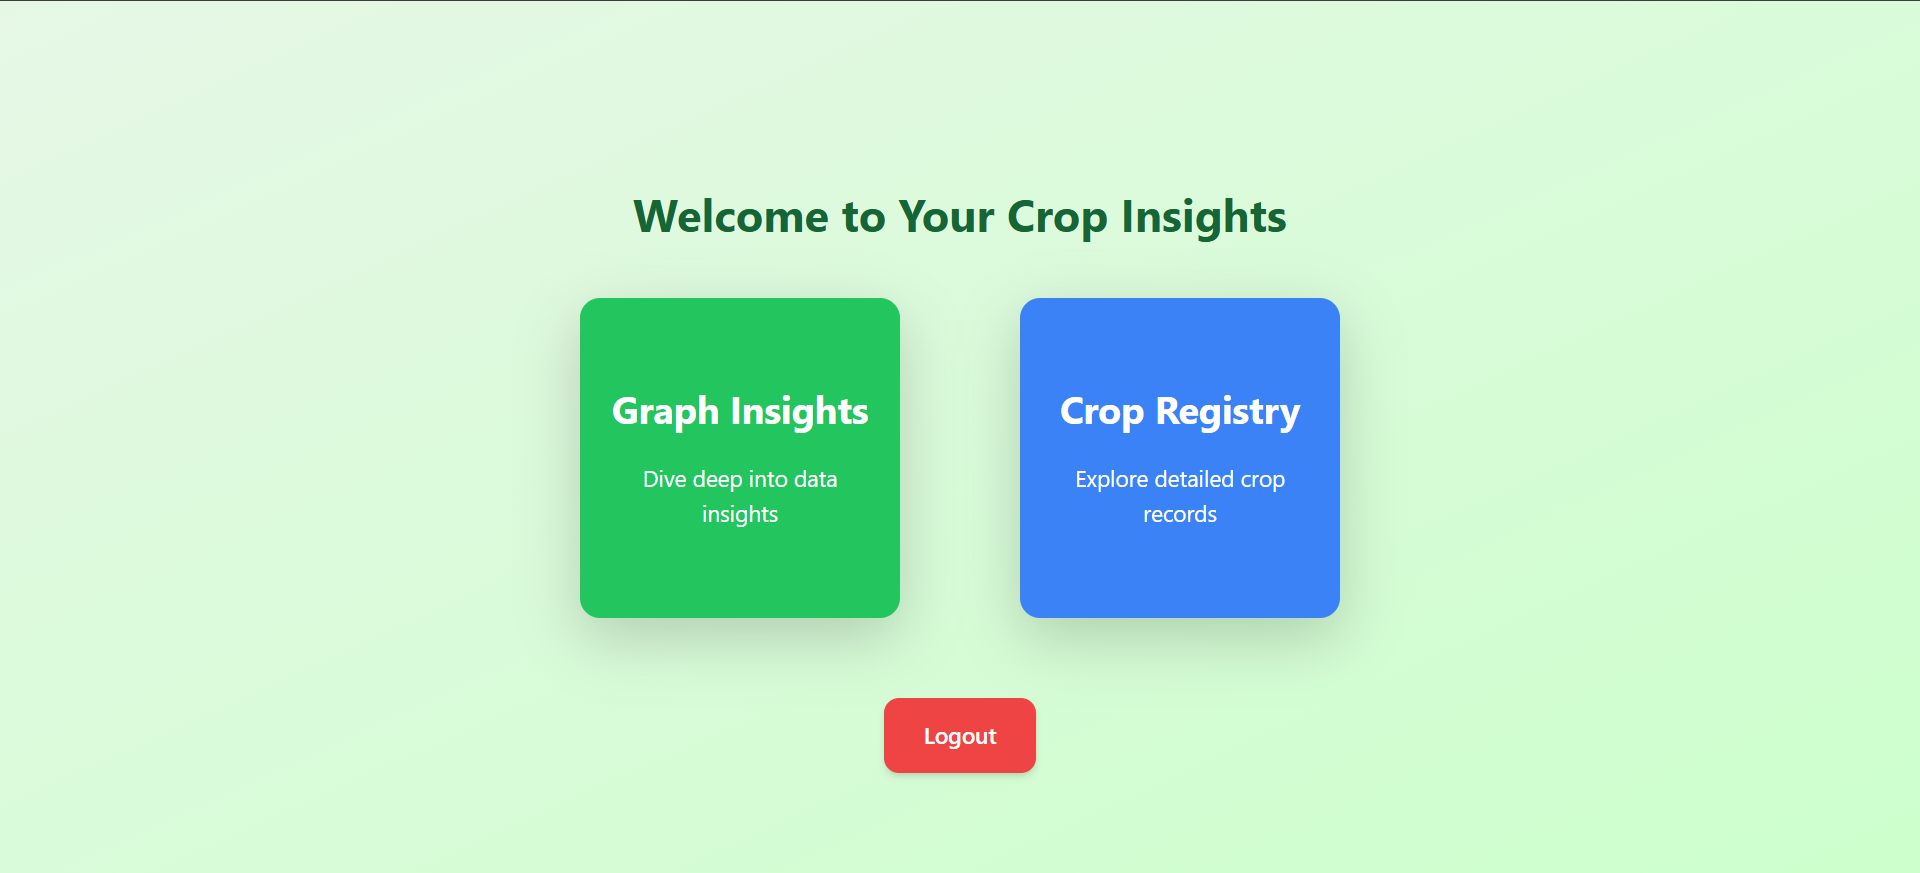 Welcome to Your Crop Insights
Graph Insights
Dive deep into data
insights
Crop Registry
Explore detailed crop
records
Logout